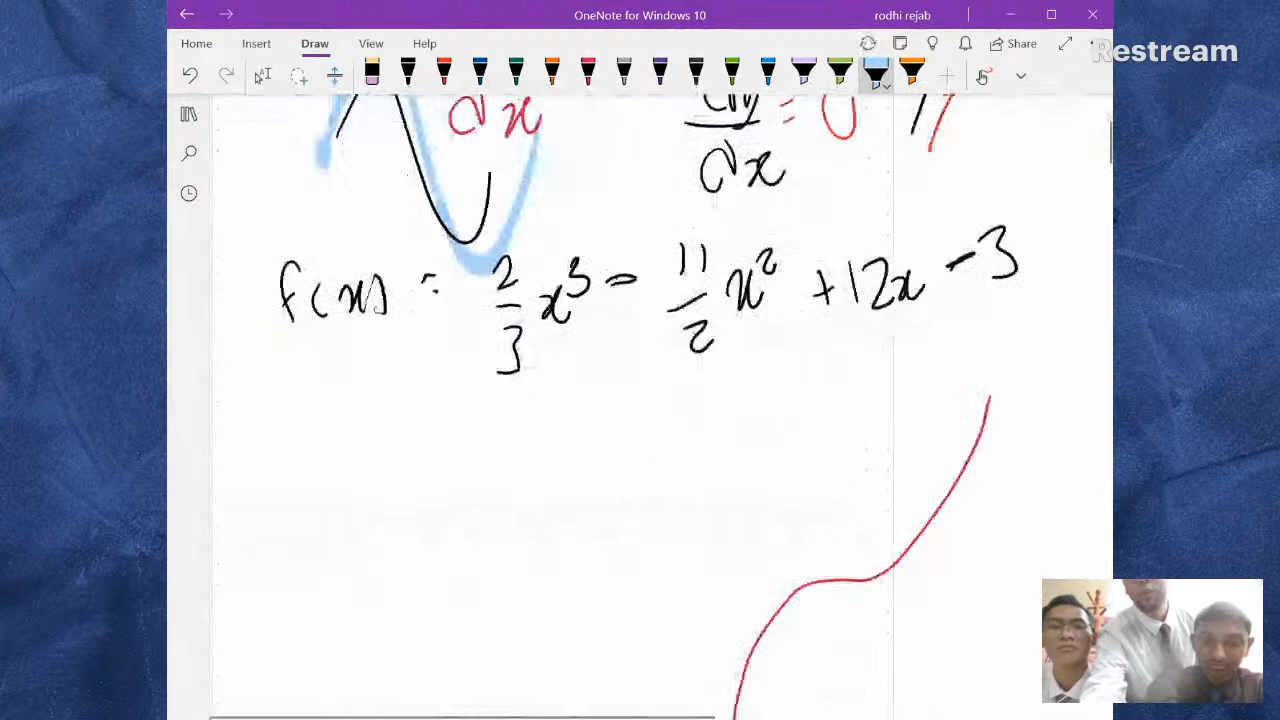 OneNote for Windows 10
rodhi rejab
Home Insert Draw View Help
Share
Restream
dx
dy/dx = 0
f(x) = 2/3 x³ - 11/2 x² + 12x - 3